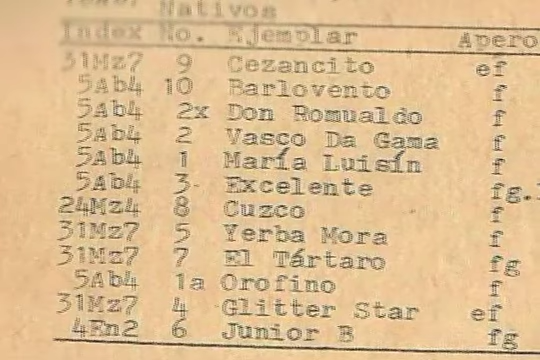 Nativos
Index No. Ejemplar Apero
31Mz7 9 Cezancito ef
5Ab4 10 Barlovento f
5Ab4 2x Don Romualdo f
5Ab4 2 Vasco Da Gama f
5Ab4 1 María Luisín f
5Ab4 3- Excelente fg.
24Mz4 8 Cuzco f
31Mz7 5 Yerba Mora f
31Mz7 7 El Tártaro fg
5Ab4 1a Orofino f
31Mz7 4 Glitter Star ef
4En2 6 Junior B fg